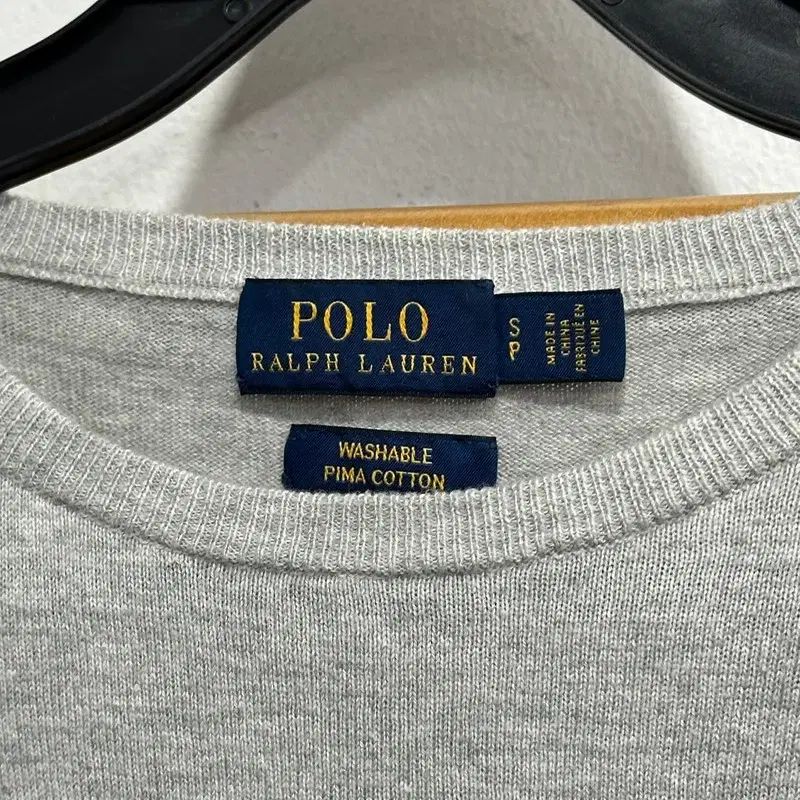 POLO
RALPH LAUREN
S
P
MADE IN
CHINA
FABRIQUÉ EN
CHINE
WASHABLE
PIMA COTTON